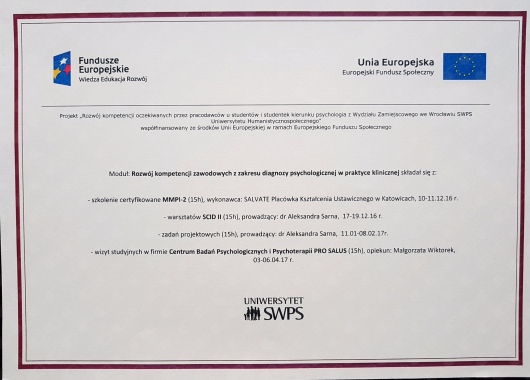 Fundusze
Europejskie
Wiedza Edukacja Rozwój
Unia Europejska
Europejski Fundusz Społeczny
Projekt „Rozwój kompetencji oczekiwanych przez pracodawców u studentów i studentek kierunku psychologia z Wydziału Zamiejscowego we Wrocławiu SWPS
Uniwersytetu Humanistycznospołecznego"
współfinansowany ze środków Unii Europejskiej w ramach Europejskiego Funduszu Społecznego
Moduł: Rozwój kompetencji zawodowych z zakresu diagnozy psychologicznej w praktyce klinicznej składał się z:
- szkolenie certyfikowane MMPI-2 (15h), wykonawca: SALVATE Placówka Kształcenia Ustawicznego w Katowicach, 10-11.12.16 r.
- warsztatów SCID II (15h), prowadzący: dr Aleksandra Sarna, 17-19.12.16 r.
- zadań projektowych (15h), prowadzący: dr Aleksandra Sarna, 11.01-08.02.17r.
- wizyt studyjnych w firmie Centrum Badań Psychologicznych i Psychoterapii PRO SALUS (15h), opiekun: Małgorzata Wiktorek,
03-06.04.17 r.
UNIWERSYTET
SWPS